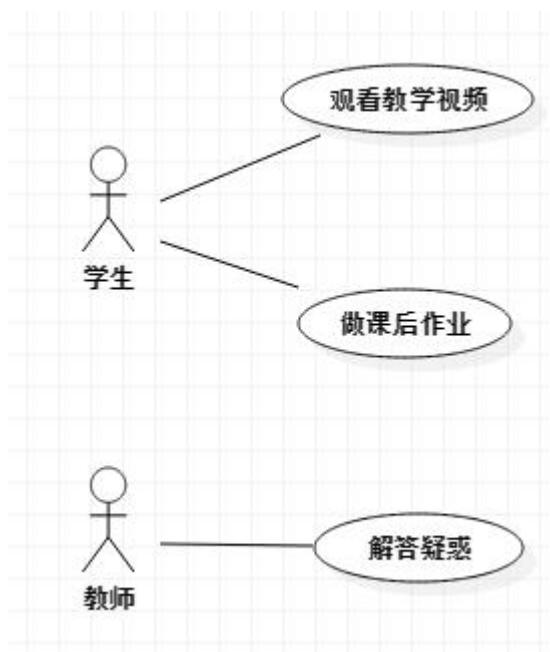 观看教学视频
学生
做课后作业
解答疑惑
教师